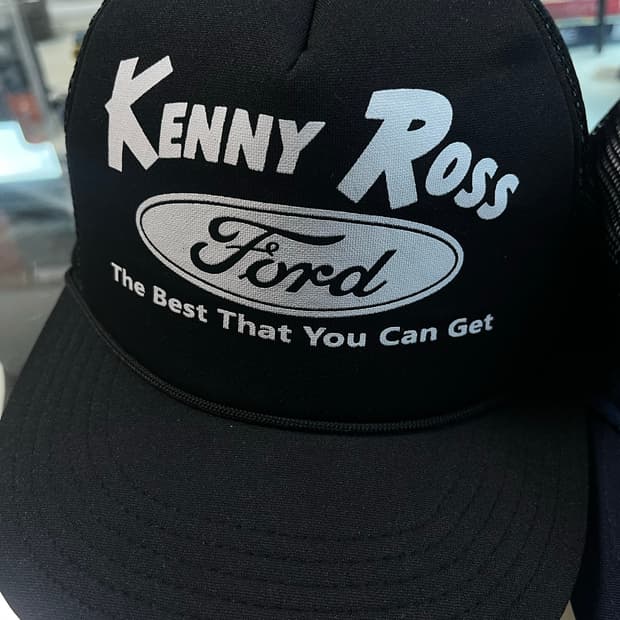 KENNY ROSS
Ford
The Best That You Can Get